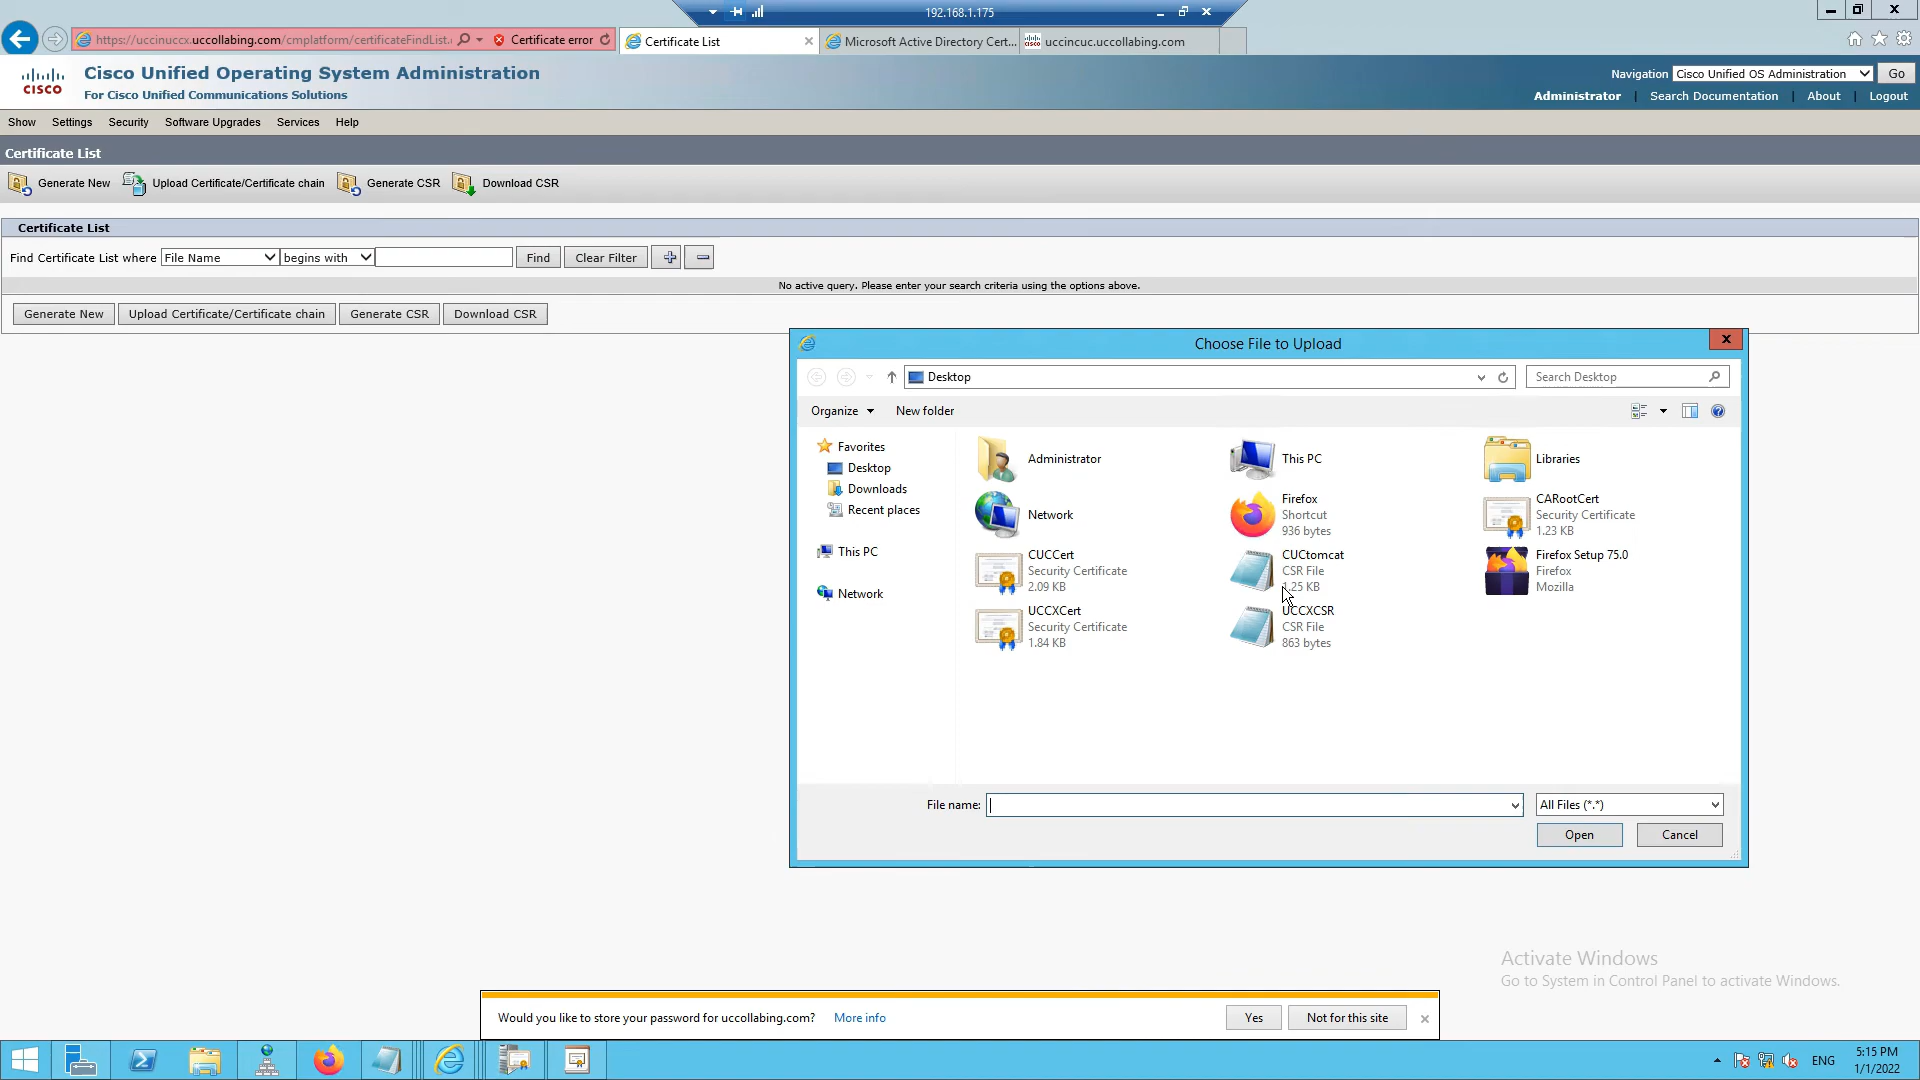 192.168.1.175
https://uccinuccx.uccollabing.com/cmplatform/certificateFindList.
Certificate error
Certificate List
Microsoft Active Directory Cert...
uccincuc.uccollabing.com
CISCO
Cisco Unified Operating System Administration
For Cisco Unified Communications Solutions
Navigation Cisco Unified OS Administration Go
Administrator | Search Documentation | About | Logout
Show Settings Security Software Upgrades Services Help
Certificate List
Generate New Upload Certificate/Certificate chain Generate CSR Download CSR
Certificate List
Find Certificate List where File Name begins with Find Clear Filter
No active query. Please enter your search criteria using the options above.
Generate New Upload Certificate/Certificate chain Generate CSR Download CSR
Choose File to Upload
Desktop
Search Desktop
Organize New folder
Favorites
Desktop
Downloads
Recent places
This PC
Network
Administrator
This PC
Libraries
Network
Firefox
Shortcut
936 bytes
CARootCert
Security Certificate
1.23 KB
CUCCert
Security Certificate
2.09 KB
CUCtomcat
CSR File
1.25 KB
Firefox Setup 75.0
Firefox
Mozilla
UCCXCert
Security Certificate
1.84 KB
UCCXCSR
CSR File
863 bytes
File name:
All Files (*.*)
Open Cancel
Activate Windows
Go to System in Control Panel to activate Windows.
Would you like to store your password for uccollabing.com? More info Yes Not for this site
ENG
5:15 PM
1/1/2022